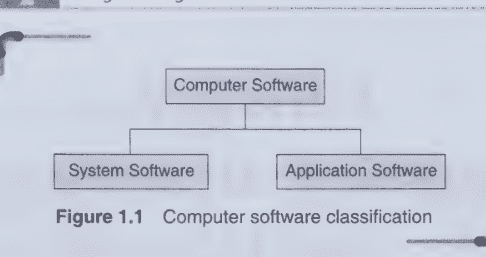 Computer Software
System Software
Application Software
Figure 1.1 Computer software classification